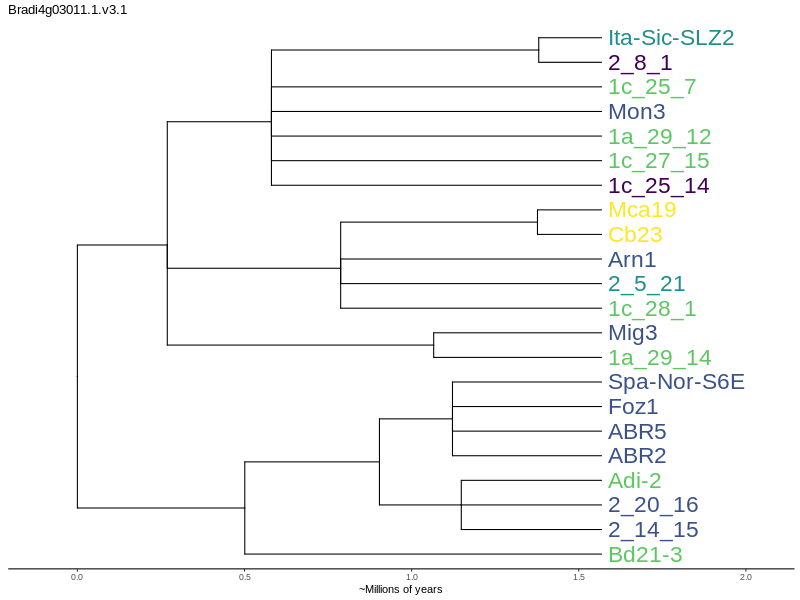 Bradi4g03011.1.v3.1
Ita-Sic-SLZ2
2_8_1
1c_25_7
Mon3
1a_29_12
1c_27_15
1c_25_14
Mca19
Cb23
Arn1
2_5_21
1c_28_1
Mig3
1a_29_14
Spa-Nor-S6E
Foz1
ABR5
ABR2
Adi-2
2_20_16
2_14_15
Bd21-3
0.0 0.5 1.0 1.5 2.0
~Millions of years